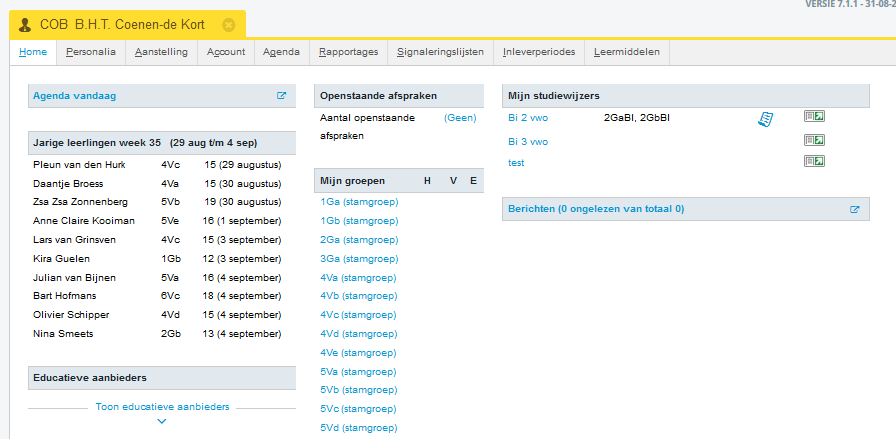 VERSIE 7.1.1 - 31-08-2
COB B.H.T. Coenen-de Kort
Home Personalia Aanstelling Account Agenda Rapportages Signaleringslijsten Inleverperiodes Leermiddelen
Agenda vandaag
Jarige leerlingen week 35 (29 aug t/m 4 sep)
Pleun van den Hurk 4Vc 15 (29 augustus)
Daantje Broess 4Va 15 (30 augustus)
Zsa Zsa Zonnenberg 5Vb 19 (30 augustus)
Anne Claire Kooiman 5Ve 16 (1 september)
Lars van Grinsven 4Vc 15 (3 september)
Kira Guelen 1Gb 12 (3 september)
Julian van Bijnen 5Va 16 (4 september)
Bart Hofmans 6Vc 18 (4 september)
Olivier Schipper 4Vd 15 (4 september)
Nina Smeets 2Gb 13 (4 september)
Educatieve aanbieders
Toon educatieve aanbieders
Openstaande afspraken
Aantal openstaande (Geen)
afspraken
Mijn groepen H V E
1Ga (stamgroep)
1Gb (stamgroep)
2Ga (stamgroep)
3Ga (stamgroep)
4Va (stamgroep)
4Vb (stamgroep)
4Vc (stamgroep)
4Vd (stamgroep)
4Ve (stamgroep)
5Va (stamgroep)
5Vb (stamgroep)
5Vc (stamgroep)
5Vd (stamgroep)
Mijn studiewijzers
Bi 2 vwo 2GaBI, 2GbBI
Bi 3 vwo
test
Berichten (0 ongelezen van totaal 0)